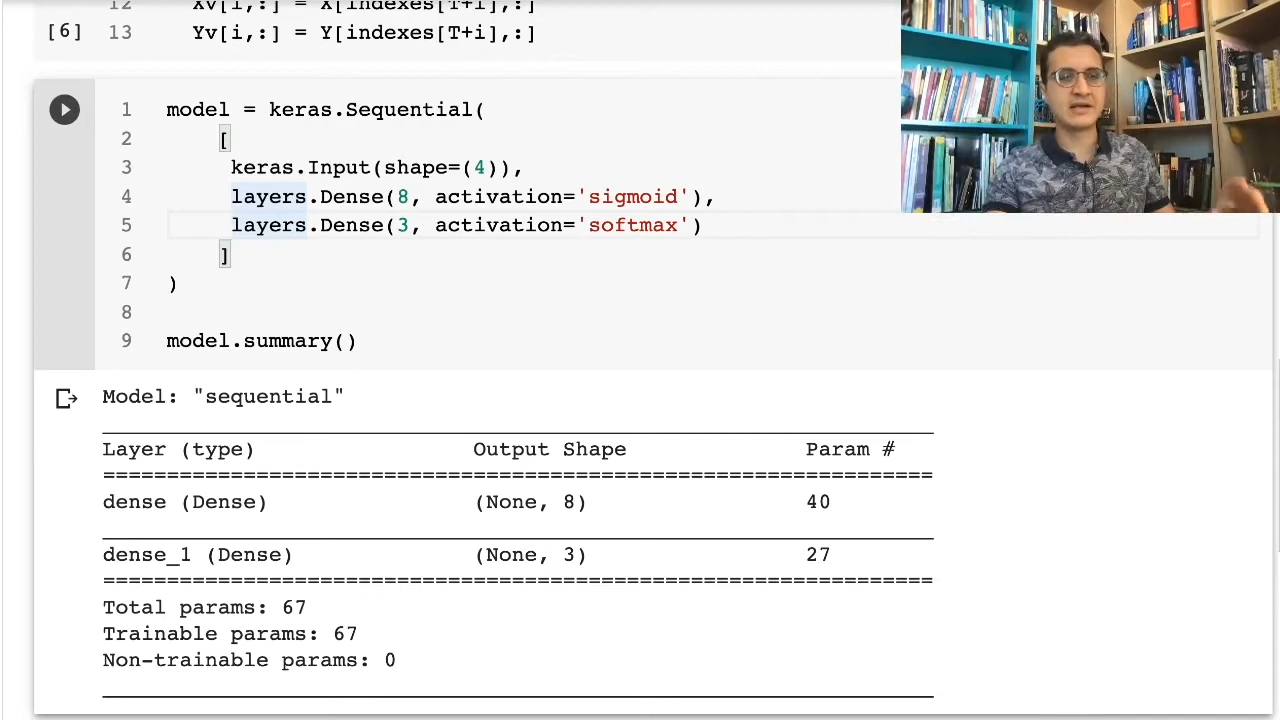 12 Xv[i,:] = X[indexes[T+i],:]
[6] 13 Yv[i,:] = Y[indexes[T+i],:]
1 model = keras.Sequential(
2 [
3 keras.Input(shape=(4)),
4 layers.Dense(8, activation='sigmoid'),
5 layers.Dense(3, activation='softmax')
6 ]
7 )
8
9 model.summary()
Model: "sequential"
Layer (type) Output Shape Param #
=================================================================
dense (Dense) (None, 8) 40
dense_1 (Dense) (None, 3) 27
=================================================================
Total params: 67
Trainable params: 67
Non-trainable params: 0